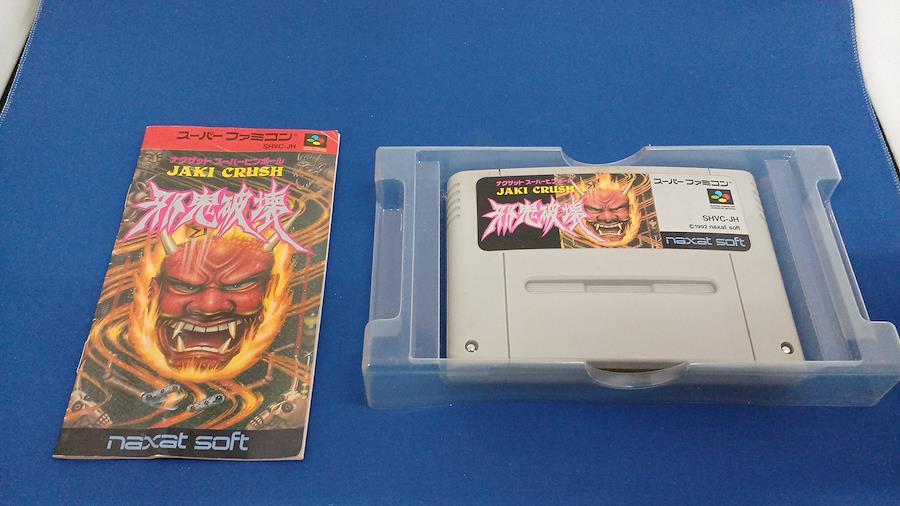 スーパーファミコン
SHVC-JH
ナグザット スーパーピンボール
JAKI CRUSH
邪鬼破壊
naxat soft
ナグザット スーパーピンボール
JAKI CRUSH
邪鬼破壊
スーパーファミコン
SHVC-JH
©1992 naxat soft
naxat soft